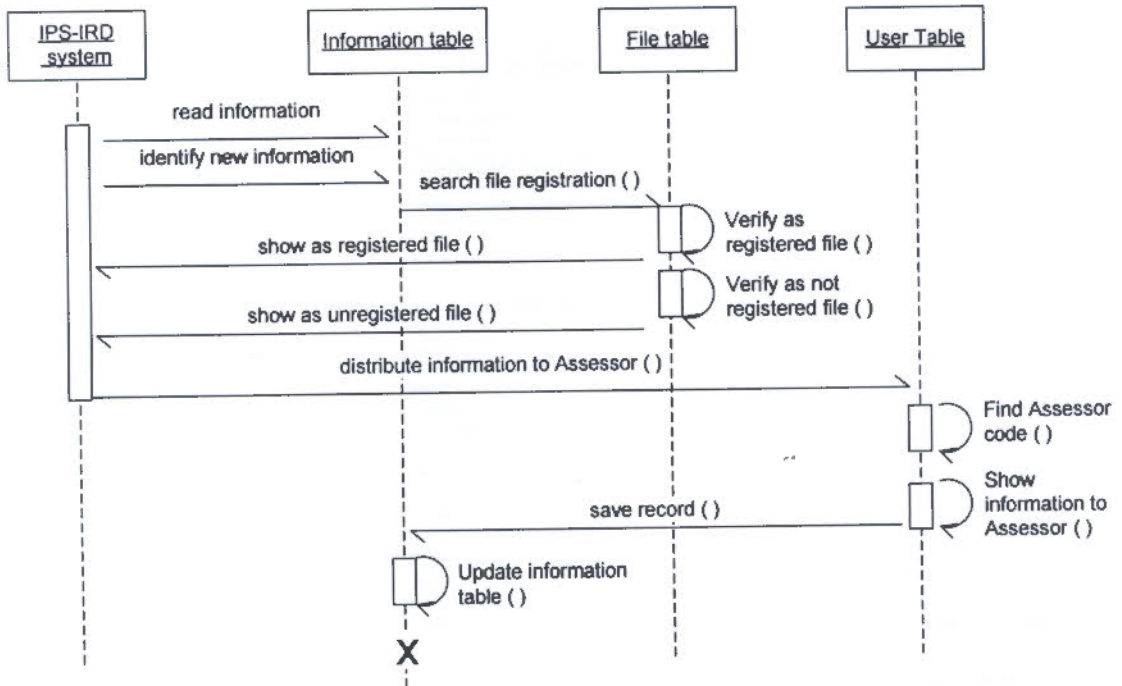 IPS-IRD
system
Information table
File table
User Table
read information
identify new information
search file registration ( )
Verify as
registered file ( )
show as registered file ( )
Verify as not
registered file ( )
show as unregistered file ( )
distribute information to Assessor ( )
Find Assessor
code ( )
Show
information to
Assessor ( )
save record ( )
Update information
table ( )
X